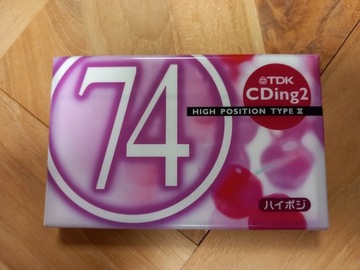 74
TDK
CDing2
HIGH POSITION TYPE Ⅱ
ハイポジ